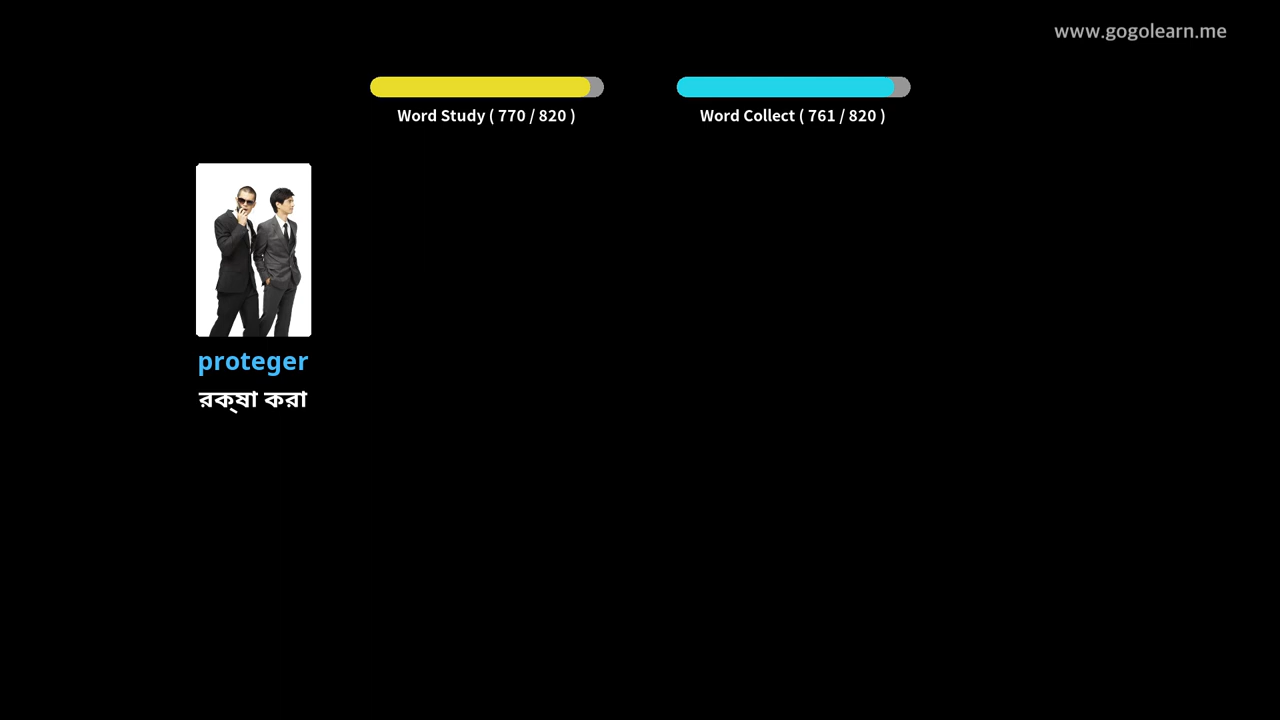 www.gogolearn.me
Word Study ( 770 / 820 )
Word Collect ( 761 / 820 )
proteger
রক্ষা করা